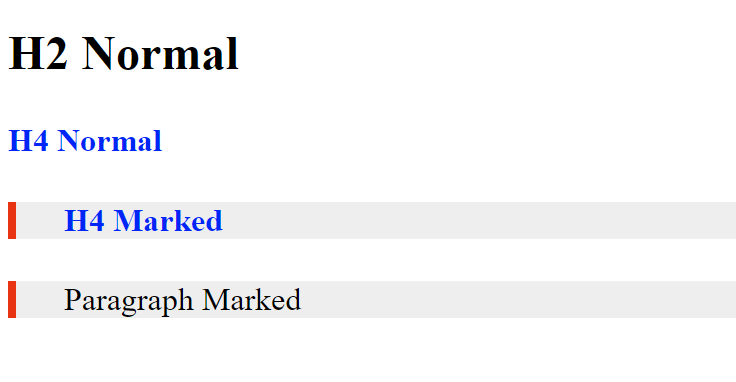 H2 Normal
H4 Normal
H4 Marked
Paragraph Marked